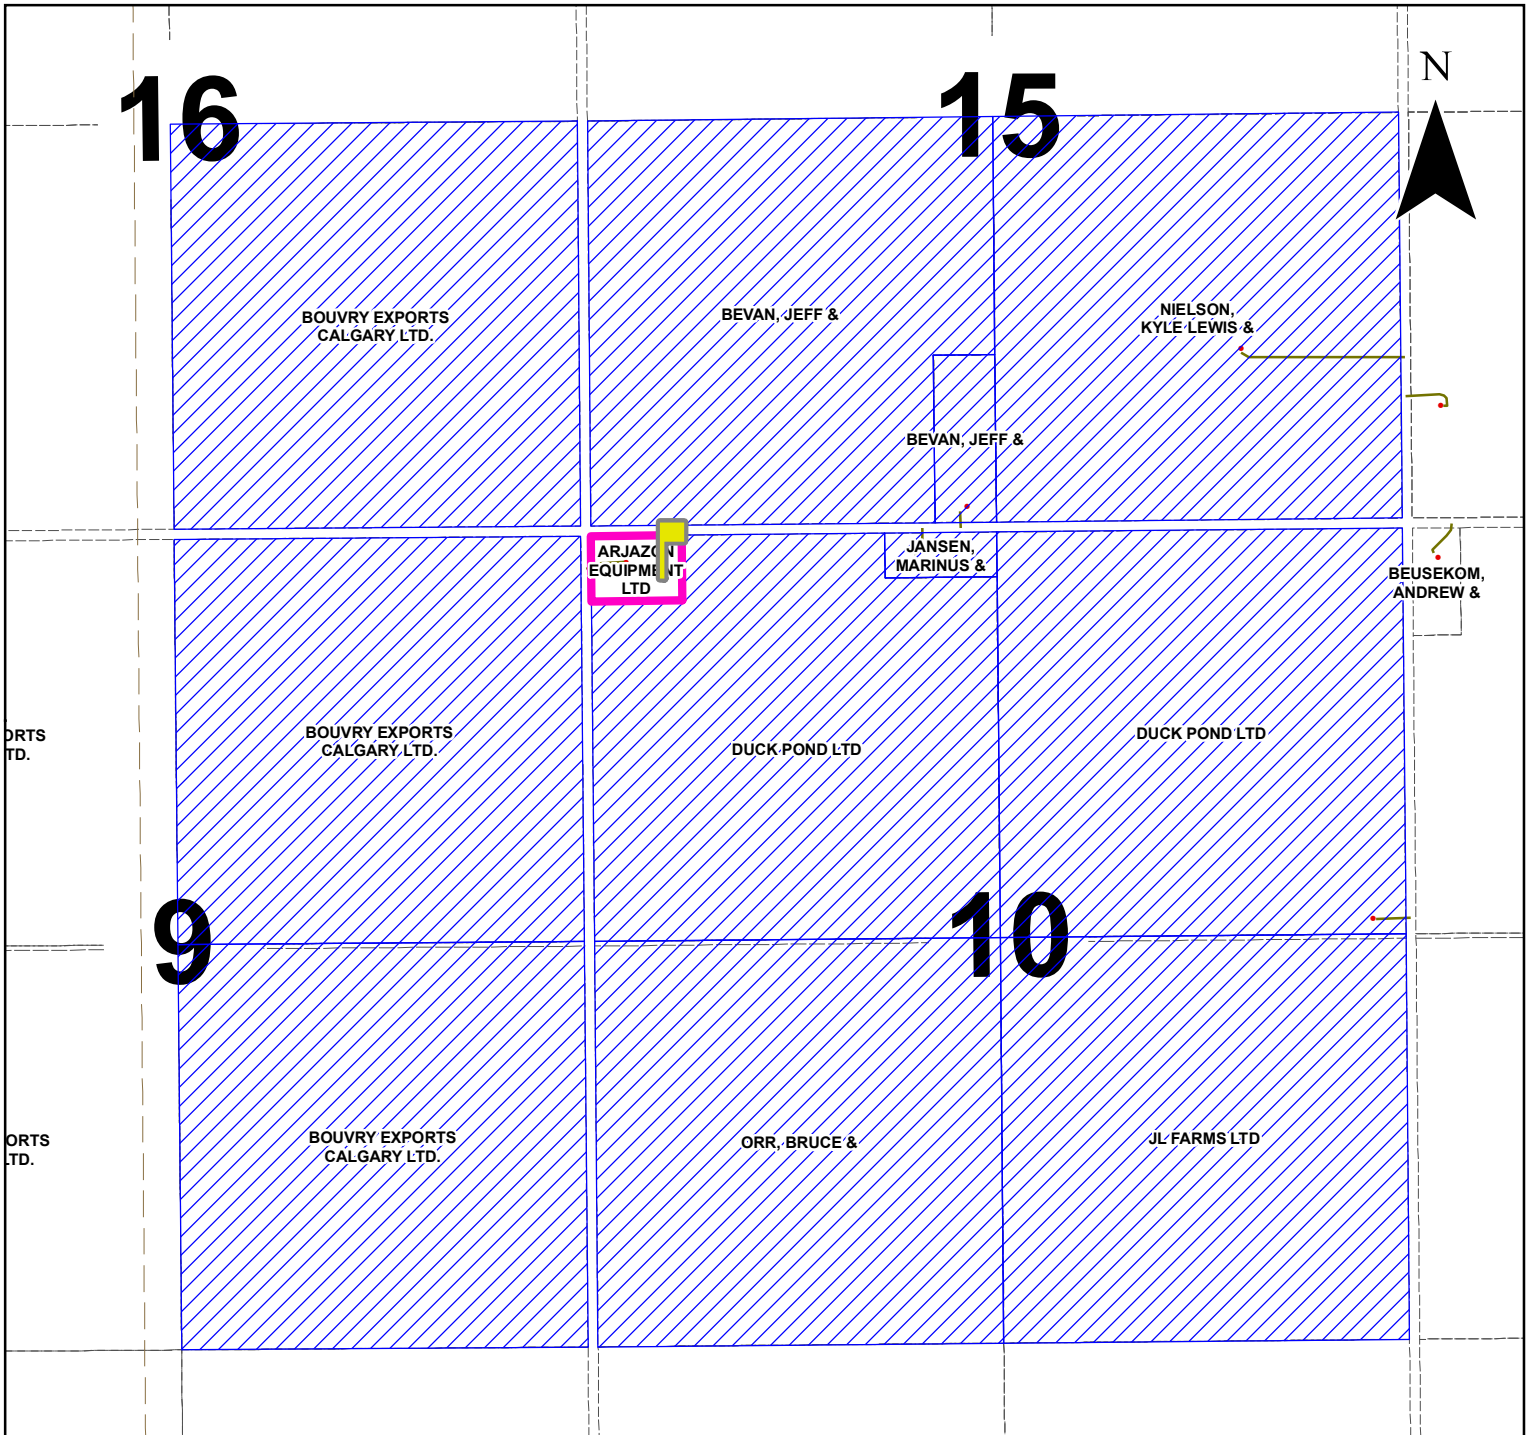 N
16
15
BOUVRY EXPORTS
CALGARY LTD.
BEVAN, JEFF &
NIELSON,
KYLE LEWIS &
BEVAN, JEFF &
ARJAZON
EQUIPMENT
LTD
JANSEN,
MARINUS &
BEUSEKOM,
ANDREW &
ORTS
TD.
BOUVRY EXPORTS
CALGARY LTD.
DUCK POND LTD
DUCK POND LTD
9
10
ORTS
LTD.
BOUVRY EXPORTS
CALGARY LTD.
ORR, BRUCE &
JL FARMS LTD